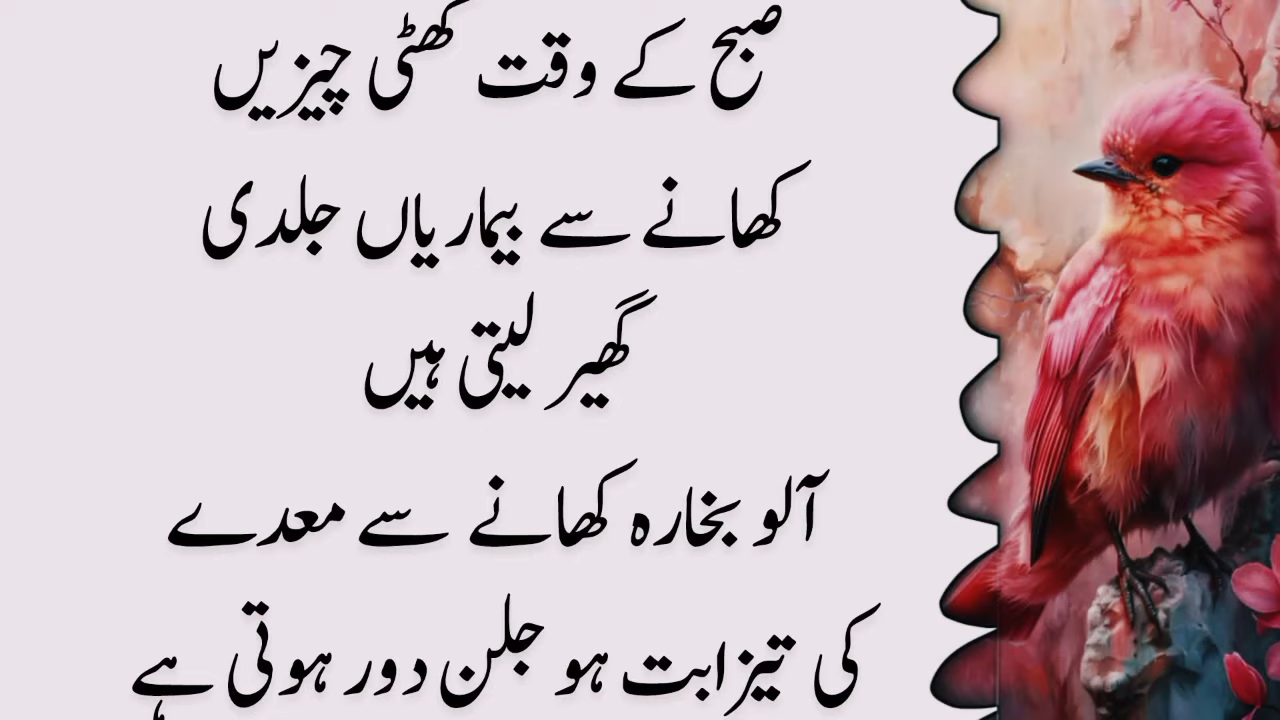 صبح کے وقت کھٹی چیزیں
کھانے سے بیماریاں جلدی
گھیر لیتی ہیں
آلو بخارہ کھانے سے معدے
کی تیزابت ہو جلن دور ہوتی ہے